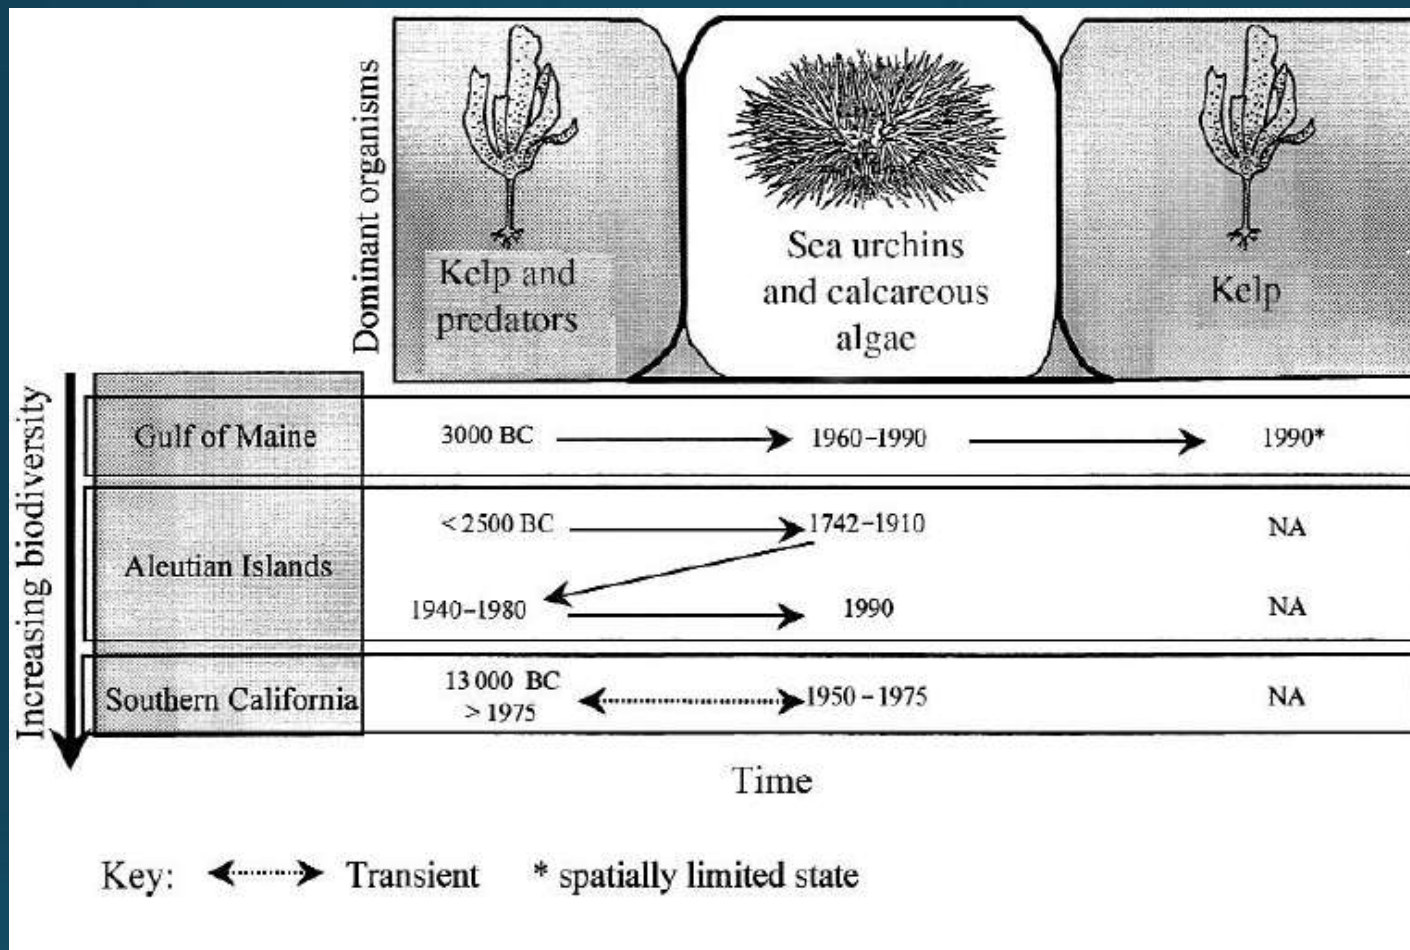 Dominant organisms
Kelp and
predators
Sea urchins
and calcareous
algae
Kelp
Increasing biodiversity
Gulf of Maine
3000 BC
1960-1990
1990*
Aleutian Islands
<2500 BC
1742-1910
NA
1940-1980
1990
NA
Southern California
13 000 BC
> 1975
1950-1975
NA
Time
Key:
Transient
* spatially limited state